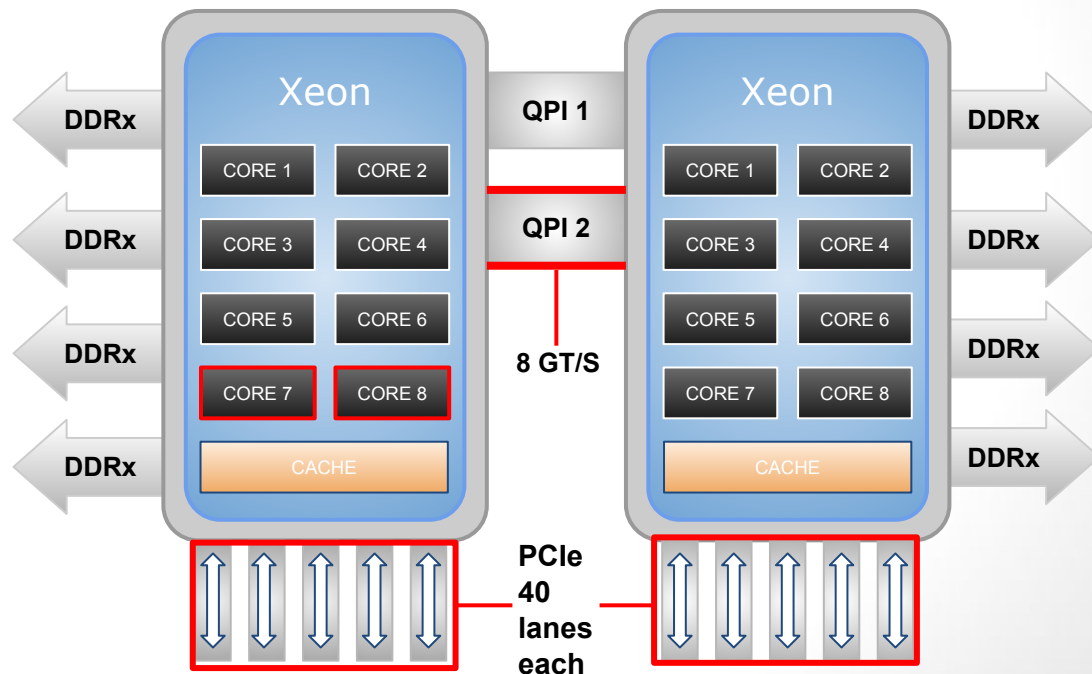 Xeon
Xeon
DDRx
QPI 1
DDRx
CORE 1
CORE 2
CORE 1
CORE 2
DDRx
CORE 3
CORE 4
QPI 2
CORE 3
CORE 4
DDRx
DDRx
CORE 5
CORE 6
8 GT/S
CORE 5
CORE 6
DDRx
CORE 7
CORE 8
CORE 7
CORE 8
DDRx
CACHE
CACHE
DDRx
PCIe
40
lanes
each